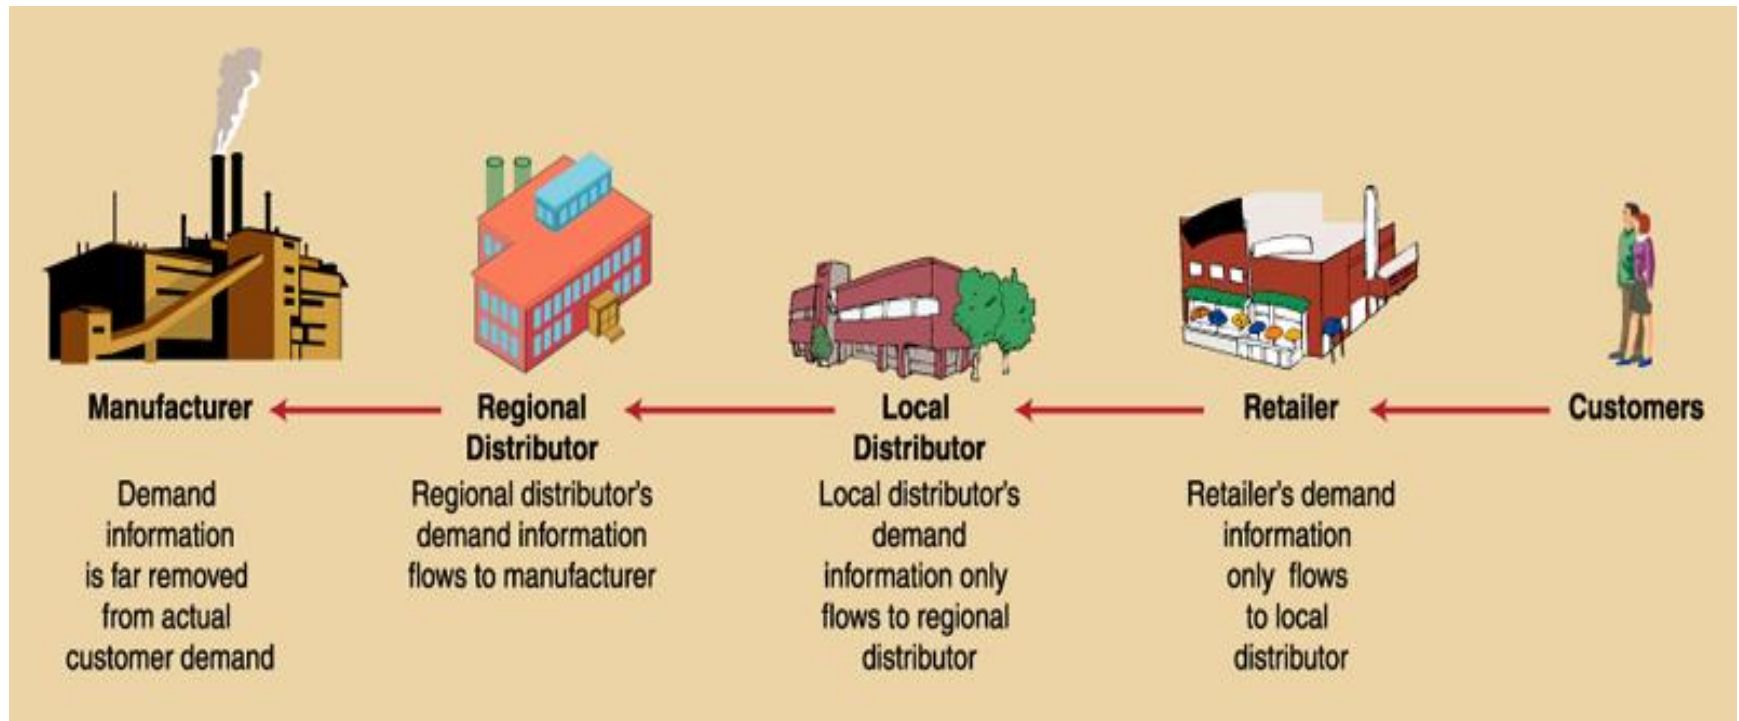 Manufacturer
Regional
Distributor
Local
Distributor
Retailer
Customers
Demand
information
is far removed
from actual
customer demand
Regional distributor's
demand information
flows to manufacturer
Local distributor's
demand
information only
flows to regional
distributor
Retailer's demand
information
only flows
to local
distributor